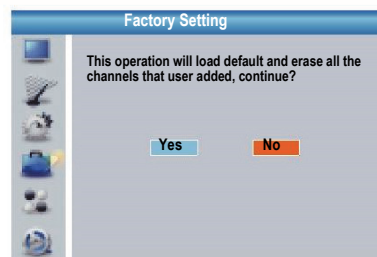 Factory Setting
This operation will load default and erase all the
channels that user added, continue?
Yes No